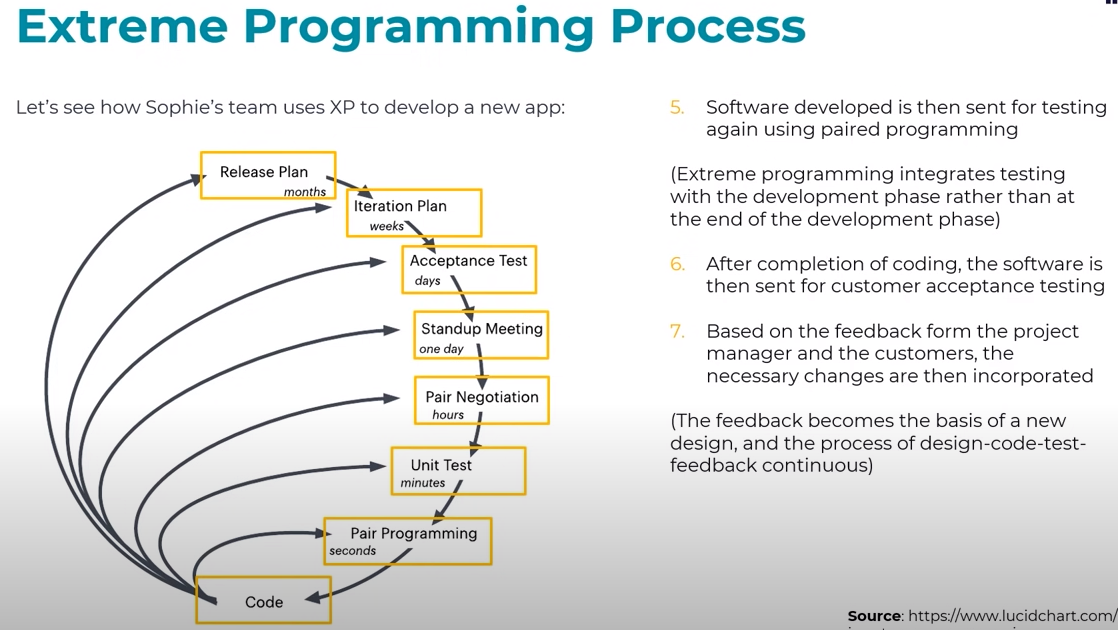 Extreme Programming Process
Let's see how Sophie's team uses XP to develop a new app:
Release Plan
months
Iteration Plan
weeks
Acceptance Test
days
Standup Meeting
one day
Pair Negotiation
hours
Unit Test
minutes
Pair Programming
seconds
Code
5. Software developed is then sent for testing
again using paired programming
(Extreme programming integrates testing
with the development phase rather than at
the end of the development phase)
6. After completion of coding, the software is
then sent for customer acceptance testing
7. Based on the feedback form the project
manager and the customers, the
necessary changes are then incorporated
(The feedback becomes the basis of a new
design, and the process of design-code-test-
feedback continuous)
Source: https://www.lucidchart.com/